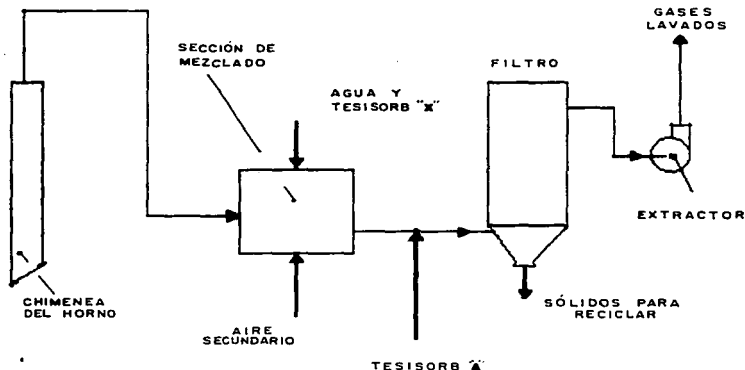 GASES
LAVADOS
SECCIÓN DE
MEZCLADO
FILTRO
AGUA Y
TESISORB "X"
EXTRACTOR
CHIMENEA
DEL HORNO
SÓLIDOS PARA
RECICLAR
AIRE
SECUNDARIO
TESISORB "A"